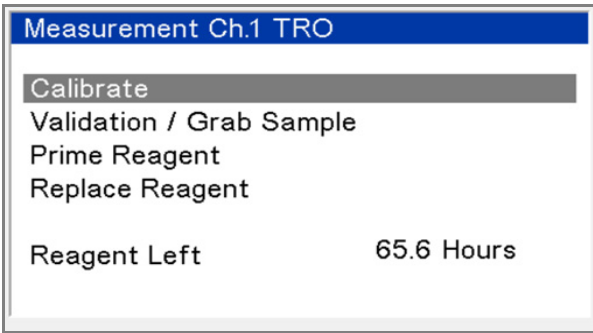 Measurement Ch.1 TRO
Calibrate
Validation / Grab Sample
Prime Reagent
Replace Reagent
Reagent Left 65.6 Hours